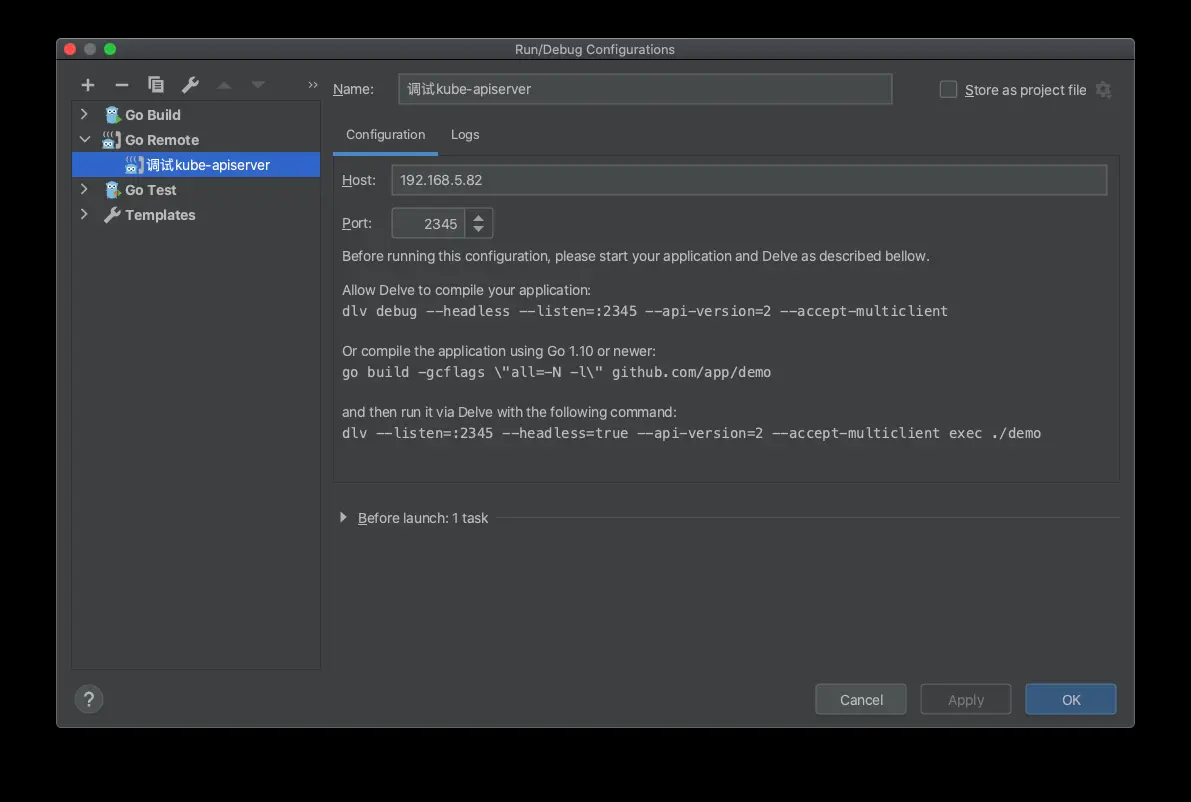 Run/Debug Configurations
Name: 调试kube-apiserver
Store as project file
Go Build
Go Remote
调试kube-apiserver
Go Test
Templates
Configuration Logs
Host: 192.168.5.82
Port: 2345
Before running this configuration, please start your application and Delve as described bellow.
Allow Delve to compile your application:
dlv debug --headless --listen=:2345 --api-version=2 --accept-multiclient
Or compile the application using Go 1.10 or newer:
go build -gcflags \"all=-N -l\" github.com/app/demo
and then run it via Delve with the following command:
dlv --listen=:2345 --headless=true --api-version=2 --accept-multiclient exec ./demo
Before launch: 1 task
?
Cancel Apply OK